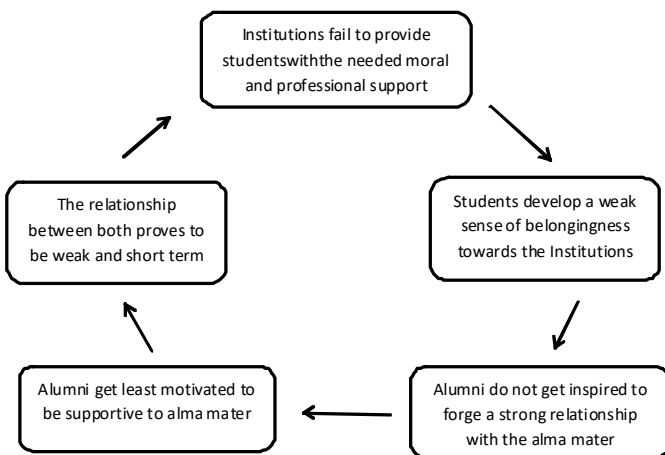 Institutions fail to provide
studentswiththe needed moral
and professional support
Students develop a weak
sense of belongingness
towards the Institutions
Alumni do not get inspired to
forge a strong relationship
with the alma mater
Alumni get least motivated to
be supportive to alma mater
The relationship
between both proves to
be weak and short term